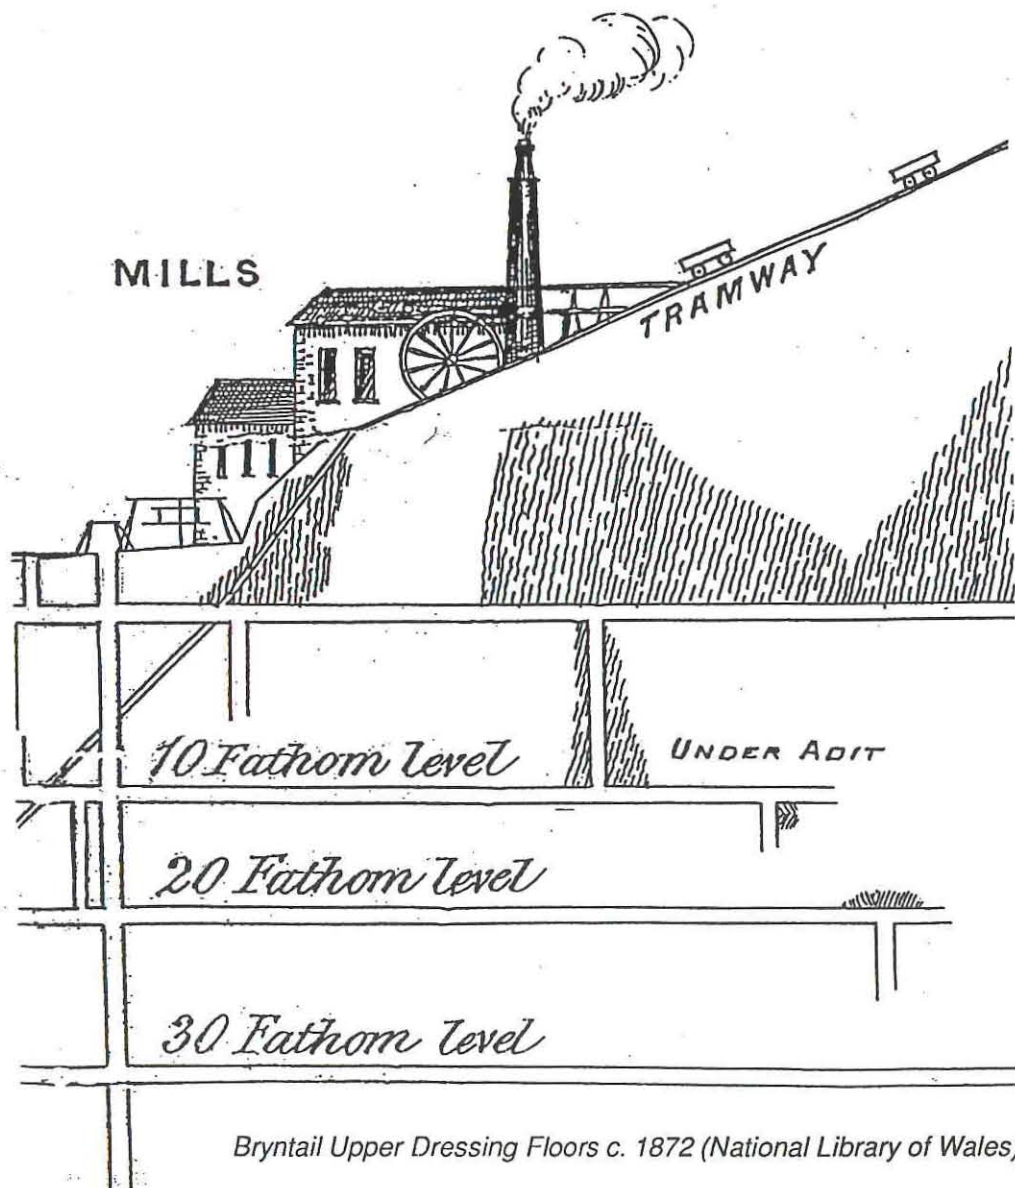 MILLS
TRAMWAY
10 Fathom level
UNDER ADIT
20 Fathom level
30 Fathom level
Bryntail Upper Dressing Floors c. 1872 (National Library of Wales)